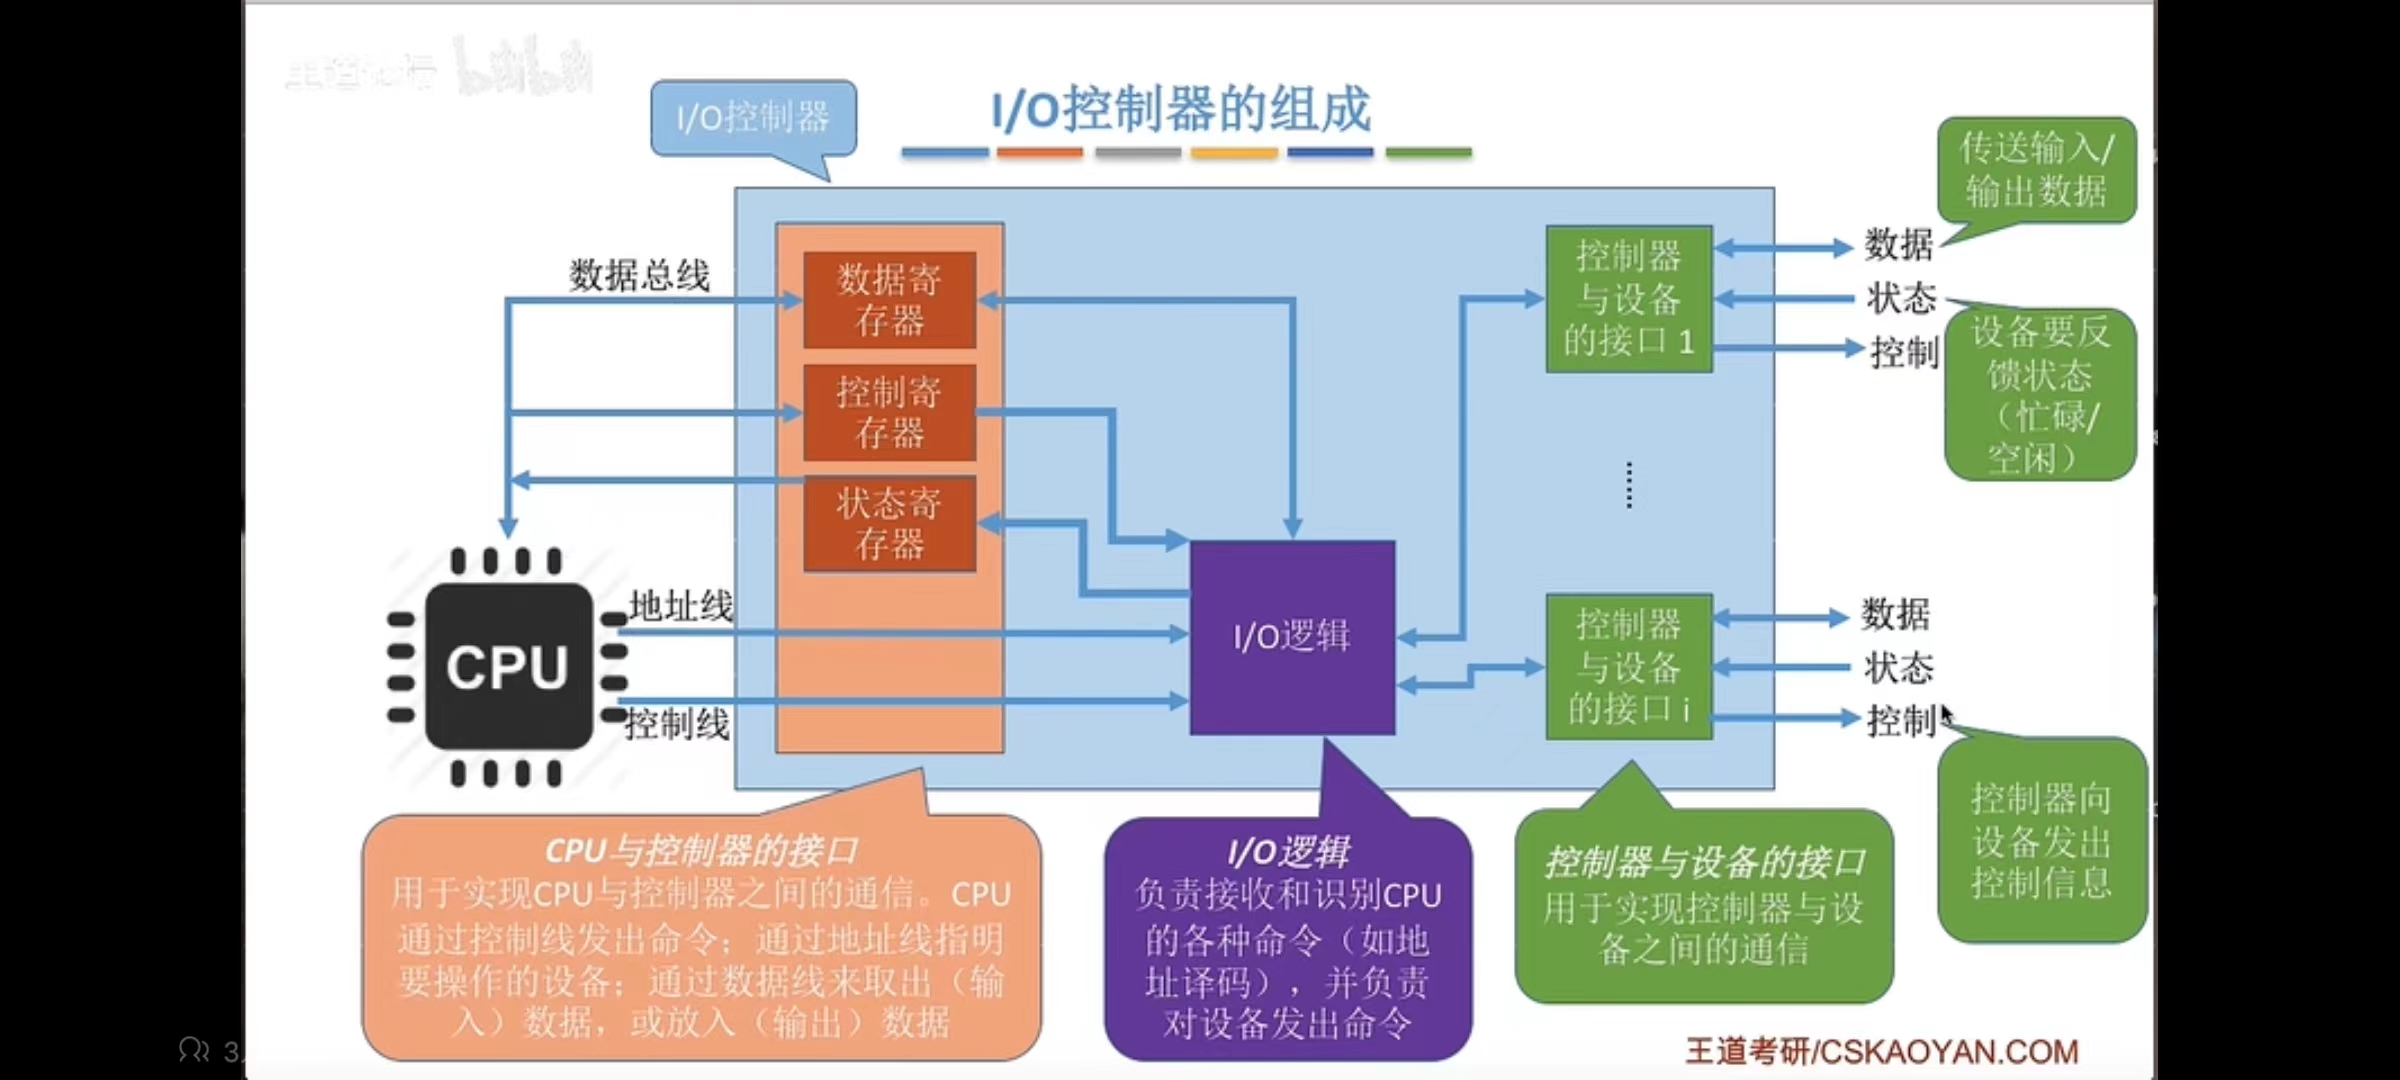 I/O控制器
I/O控制器的组成
传送输入/
输出数据
数据总线
数据寄
存器
控制寄
存器
状态寄
存器
地址线
控制线
CPU
I/O逻辑
控制器
与设备
的接口 1
……
控制器
与设备
的接口 i
数据
状态
控制
设备要反
馈状态
（忙碌/
空闲）
数据
状态
控制
控制器向
设备发出
控制信息
CPU与控制器的接口
用于实现CPU与控制器之间的通信。CPU
通过控制线发出命令；通过地址线指明
要操作的设备；通过数据线来取出（输
入）数据，或放入（输出）数据
I/O逻辑
负责接收和识别CPU
的各种命令（如地
址译码），并负责
对设备发出命令
控制器与设备的接口
用于实现控制器与设
备之间的通信
王道考研/CSKAOYAN.COM